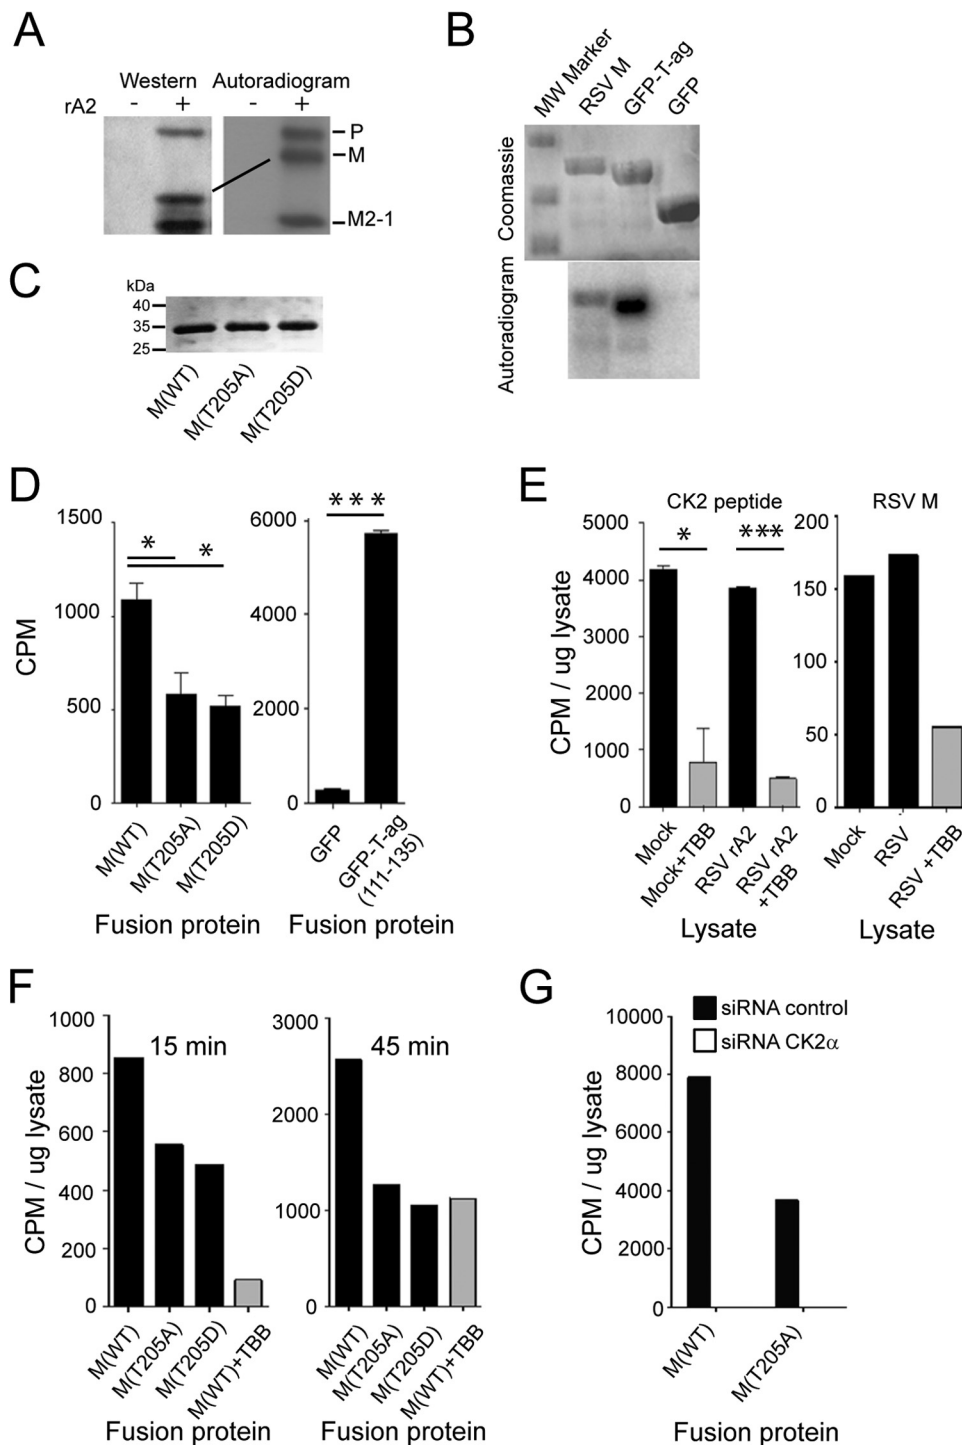 A
Western Autoradiogram
rA2 - + - +
P
M
M2-1
B
MW Marker
RSV M
GFP-T-ag
GFP
Coomassie
Autoradiogram
C
kDa
40
35
25
M(WT)
M(T205A)
M(T205D)
D
CPM
1500
1000
500
0
* *
M(WT)
M(T205A)
M(T205D)
Fusion protein
6000
4000
2000
0
***
GFP
GFP-T-ag
(111-135)
Fusion protein
E
CK2 peptide
CPM / ug lysate
5000
4000
3000
2000
1000
0
* ***
Mock
Mock+TBB
RSV rA2
RSV rA2
+TBB
Lysate
RSV M
200
150
100
50
0
Mock
RSV
RSV +TBB
Lysate
F
CPM / ug lysate
15 min
1000
800
600
400
200
0
M(WT)
M(T205A)
M(T205D)
M(WT)+TBB
Fusion protein
45 min
3000
2000
1000
0
M(WT)
M(T205A)
M(T205D)
M(WT)+TBB
Fusion protein
G
siRNA control
siRNA CK2α
CPM / ug lysate
10000
8000
6000
4000
2000
0
M(WT)
M(T205A)
Fusion protein